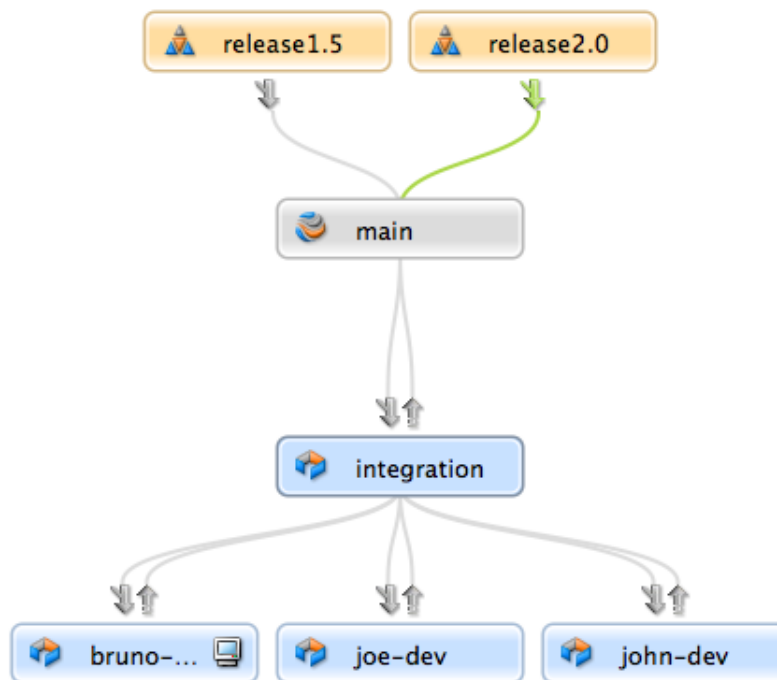 release1.5
release2.0
main
integration
bruno-...
joe-dev
john-dev